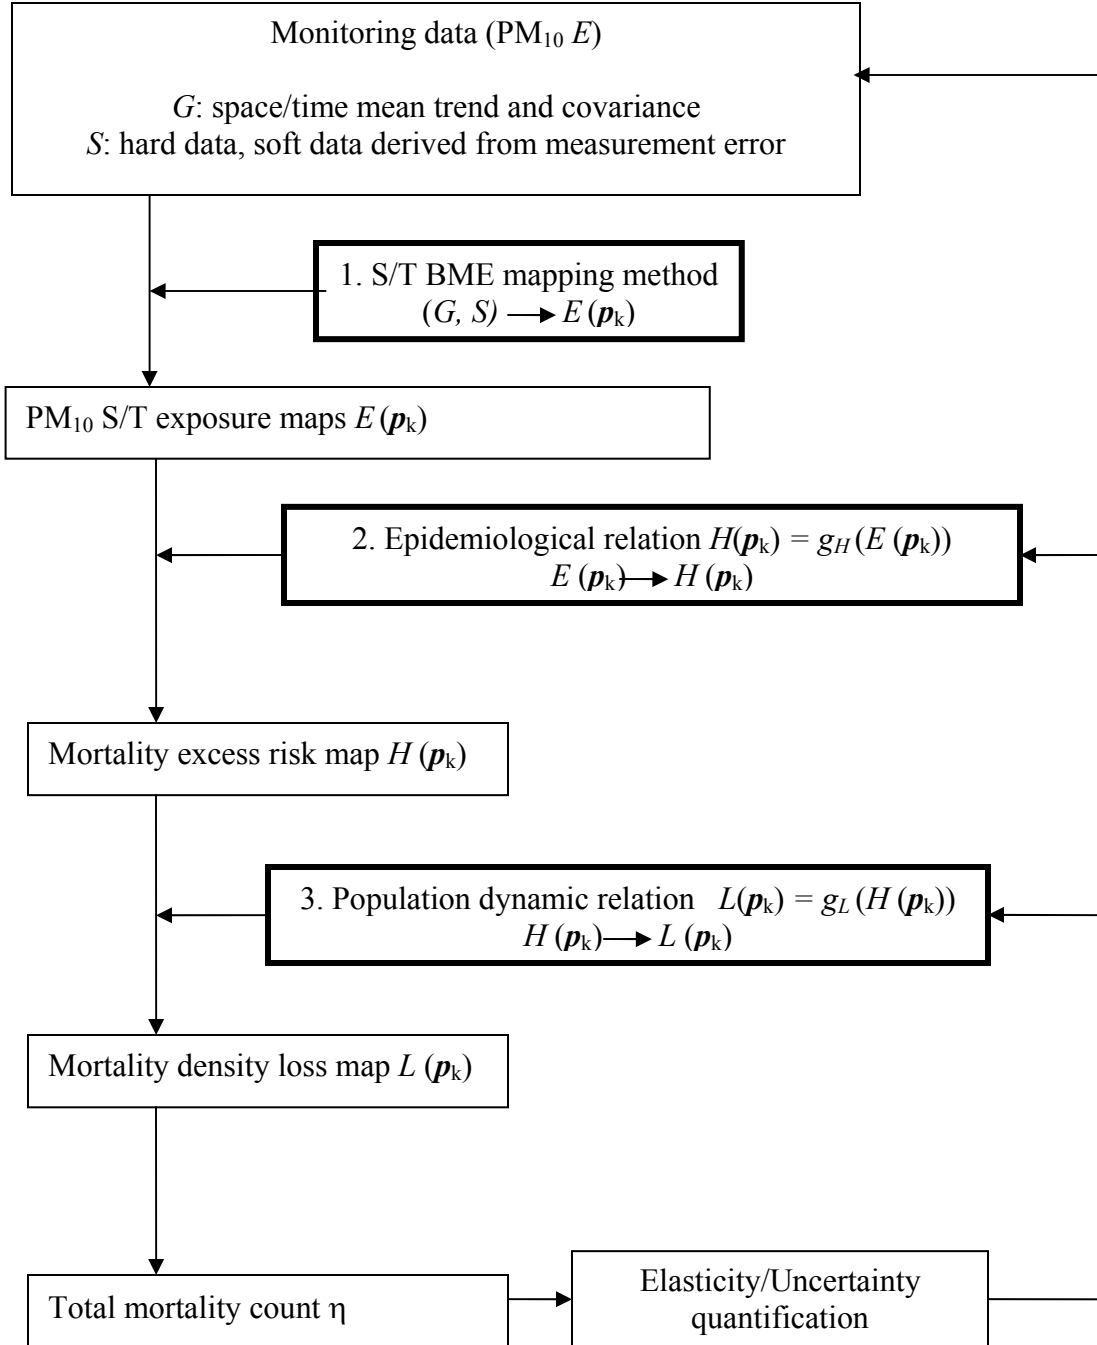 Monitoring data (PM₁₀ E)
G: space/time mean trend and covariance
S: hard data, soft data derived from measurement error
1. S/T BME mapping method
(G, S) ⟶ E (pₖ)
PM₁₀ S/T exposure maps E (pₖ)
2. Epidemiological relation H(pₖ) = g_H (E (pₖ))
E (pₖ) ⟶ H (pₖ)
Mortality excess risk map H (pₖ)
3. Population dynamic relation L(pₖ) = g_L (H (pₖ))
H (pₖ) ⟶ L (pₖ)
Mortality density loss map L (pₖ)
Total mortality count η
Elasticity/Uncertainty
quantification